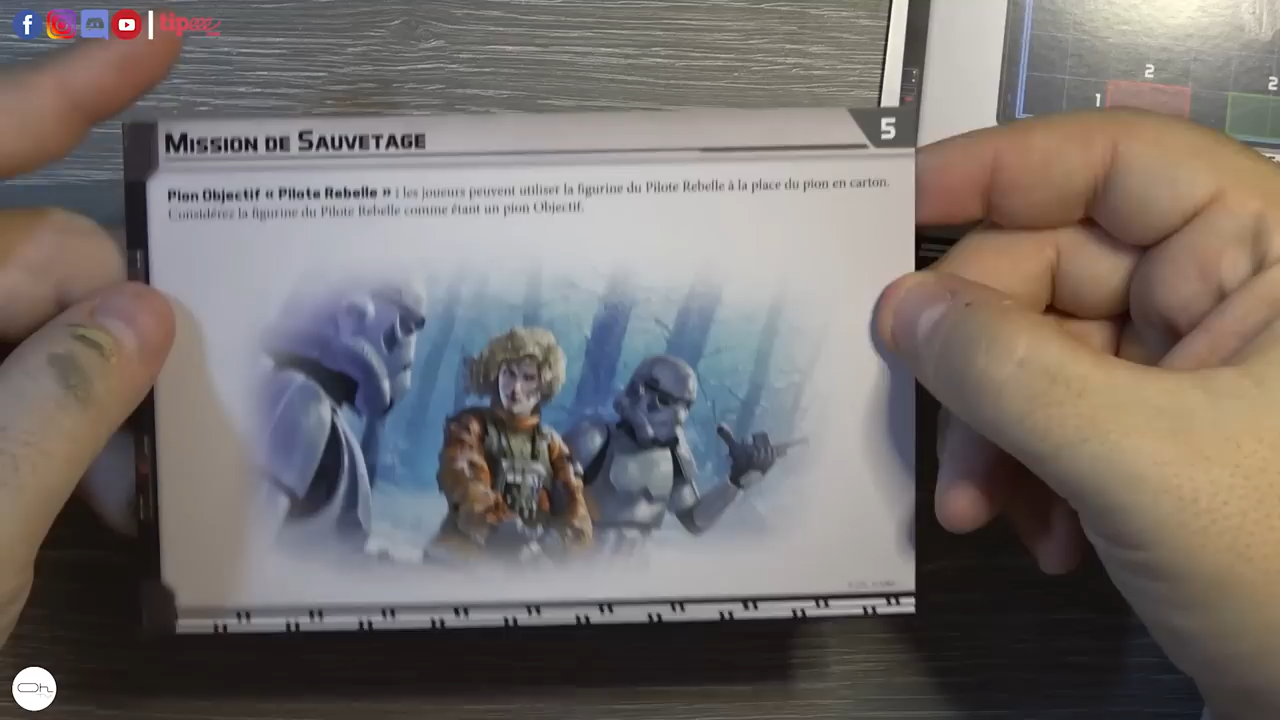 tipeee
MISSION DE SAUVETAGE
5
Pion Objectif « Pilote Rebelle » : les joueurs peuvent utiliser la figurine du Pilote Rebelle à la place du pion en carton.
Considérez la figurine du Pilote Rebelle comme étant un pion Objectif.
2
1
2